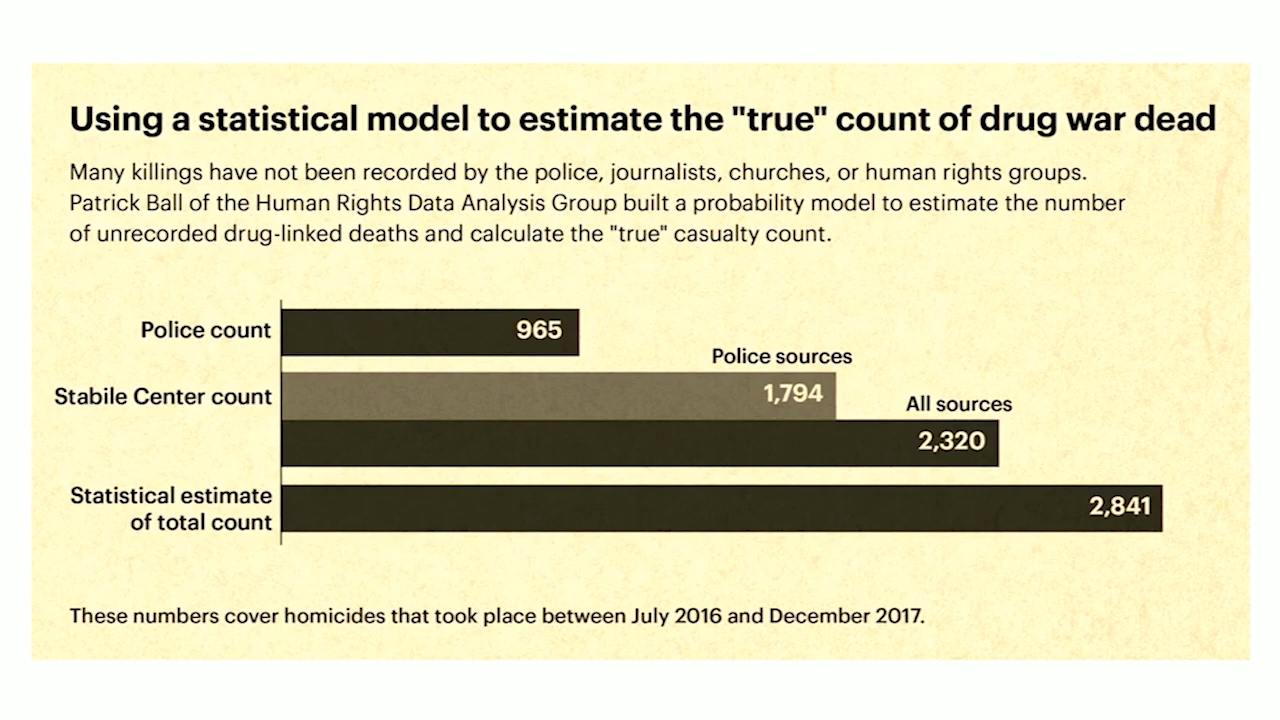 Using a statistical model to estimate the "true" count of drug war dead
Many killings have not been recorded by the police, journalists, churches, or human rights groups.
Patrick Ball of the Human Rights Data Analysis Group built a probability model to estimate the number
of unrecorded drug-linked deaths and calculate the "true" casualty count.
Police count
965
Police sources
Stabile Center count
1,794
All sources
2,320
Statistical estimate
of total count
2,841
These numbers cover homicides that took place between July 2016 and December 2017.